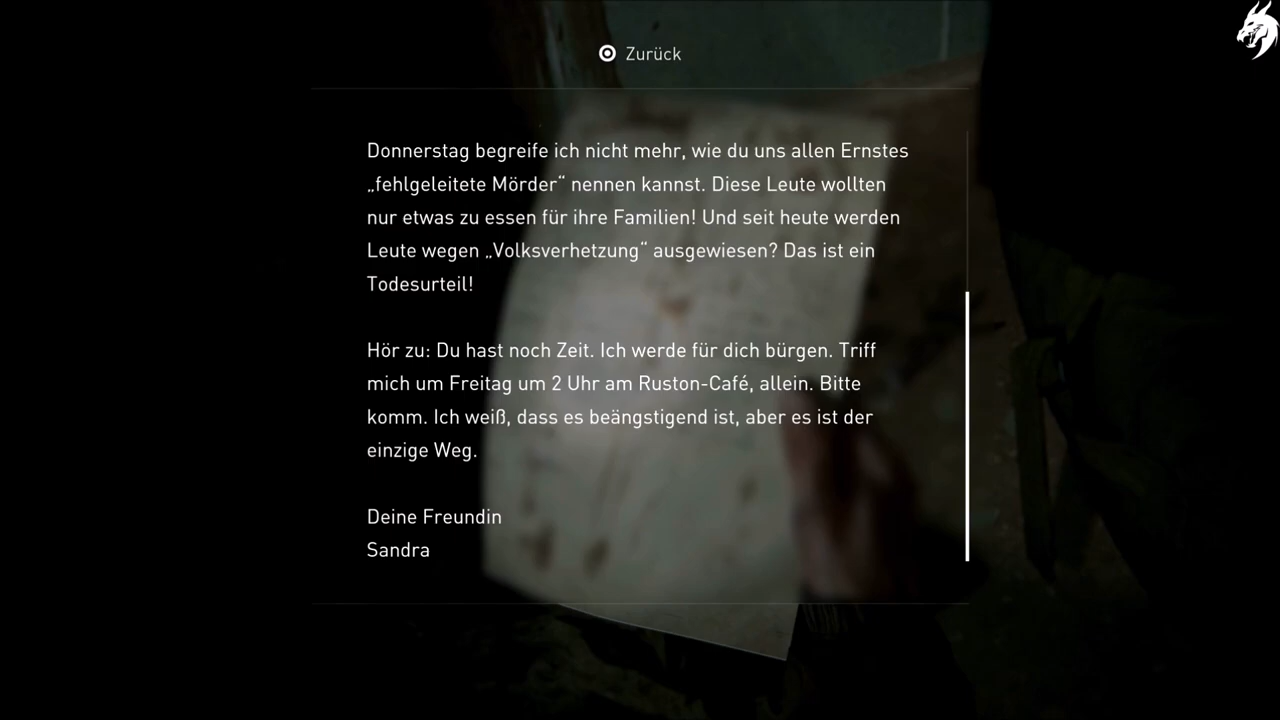 Zurück
Donnerstag begreife ich nicht mehr, wie du uns allen Ernstes
„fehlgeleitete Mörder“ nennen kannst. Diese Leute wollten
nur etwas zu essen für ihre Familien! Und seit heute werden
Leute wegen „Volksverhetzung“ ausgewiesen? Das ist ein
Todesurteil!
Hör zu: Du hast noch Zeit. Ich werde für dich bürgen. Triff
mich um Freitag um 2 Uhr am Ruston-Café, allein. Bitte
komm. Ich weiß, dass es beängstigend ist, aber es ist der
einzige Weg.
Deine Freundin
Sandra